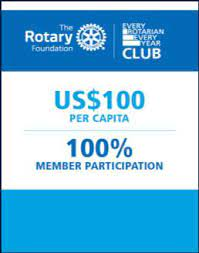 The
Rotary
Foundation
EVERY
ROTARIAN
EVERY
YEAR
CLUB
US$100
PER CAPITA
100%
MEMBER PARTICIPATION